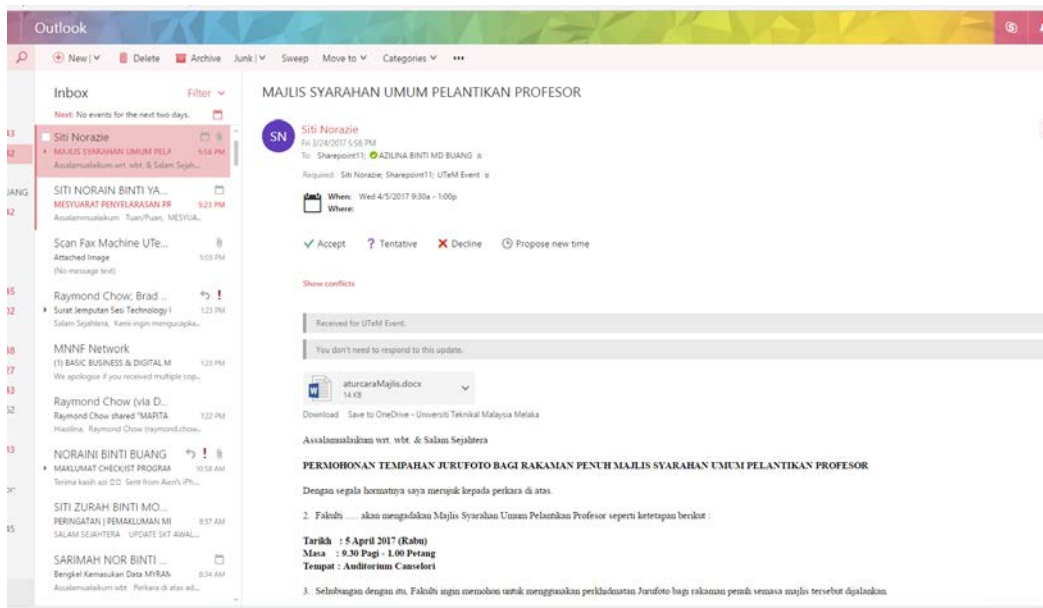 Outlook
New
Delete
Archive
Junk
Sweep
Move to
Categories
Inbox
Filter
Next: No events for the next two days.
Siti Norazie
MAJLIS SYARAHAN UMUM PELA
5:56 PM
Assalamualaikum wrt. wbt. & Salam Sejah...
SITI NORAIN BINTI YA...
MESYUARAT PENYELARASAN PR
5:23 PM
Assalammualaikum Tuan/Puan, MESYUA...
Scan Fax Machine UTe...
Attached Image
5:03 PM
(No message text)
Raymond Chow; Brad ...
Surat Jemputan Sesi Technology
1:23 PM
Salam Sejahtera, Kami ingin mengucapka...
MNNF Network
(1) BASIC BUSINESS & DIGITAL M
1:23 PM
We apologise if you received multiple cop...
Raymond Chow (via D...
Raymond Chow shared "MAPITA
1:22 PM
Hazilina, Raymond Chow (raymond.chow...
NORAINI BINTI BUANG
MAKLUMAT CHECKLIST PROGRAM
10:58 AM
Terima kasih azi Sent from Aien's iPh...
SITI ZURAH BINTI MO...
PERINGATAN | PEMAKLUMAN MI
8:57 AM
SALAM SEJAHTERA UPDATE SKT AWAL...
SARIMAH NOR BINTI ...
Bengkel Kemasukan Data MYRAN
8:34 AM
Assalamualaikum wbt Perkara di atas ad...
MAJLIS SYARAHAN UMUM PELANTIKAN PROFESOR
SN
Siti Norazie
Fri 3/24/2017 5:56 PM
To: Sharepoint11; AZILINA BINTI MD BUANG
Required: Siti Norazie; Sharepoint11; UTeM Event
When: Wed 4/5/2017 9:30a - 1:00p
Where:
Accept
? Tentative
Decline
Propose new time
Show conflicts
Received for UTeM Event.
You don't need to respond to this update.
aturcaraMajlis.docx
14 KB
Download Save to OneDrive - Universiti Teknikal Malaysia Melaka
Assalamualaikum wrt. wbt. & Salam Sejahtera
PERMOHONAN TEMPAHAN JURUFOTO BAGI RAKAMAN PENUH MAJLIS SYARAHAN UMUM PELANTIKAN PROFESOR
Dengan segala hormatnya saya merujuk kepada perkara di atas.
2. Fakulti ...... akan mengadakan Majlis Syarahan Umum Pelantikan Profesor seperti ketetapan berikut :
Tarikh : 5 April 2017 (Rabu)
Masa : 9.30 Pagi - 1.00 Petang
Tempat : Auditorium Canselori
3. Sehubungan dengan itu, Fakulti ingin memohon untuk menggunakan perkhidmatan Jurufoto bagi rakaman penuh semasa majlis tersebut dijalankan.